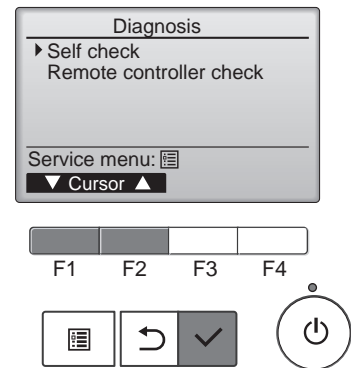 Diagnosis
Self check
Remote controller check
Service menu:
▼ Cursor ▲
F1 F2 F3 F4